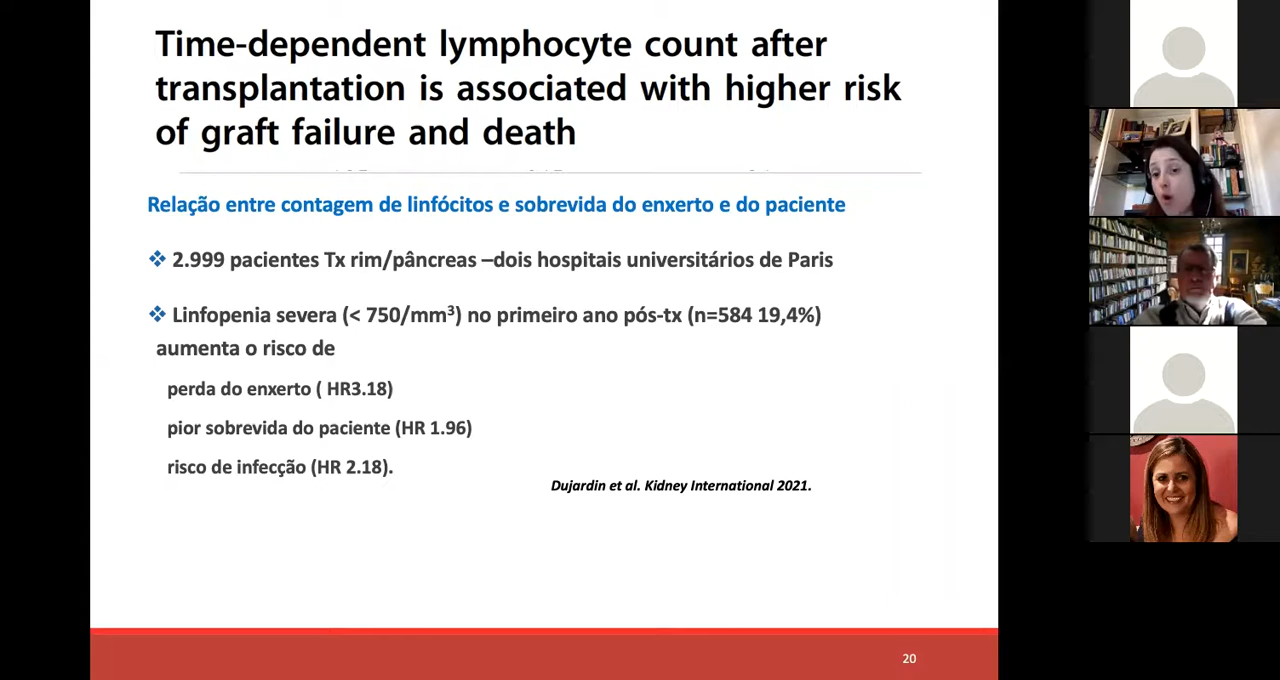 Time-dependent lymphocyte count after
transplantation is associated with higher risk
of graft failure and death
Relação entre contagem de linfócitos e sobrevida do enxerto e do paciente
❖ 2.999 pacientes Tx rim/pâncreas –dois hospitais universitários de Paris
❖ Linfopenia severa (< 750/mm³) no primeiro ano pós-tx (n=584 19,4%)
aumenta o risco de
perda do enxerto ( HR3.18)
pior sobrevida do paciente (HR 1.96)
risco de infecção (HR 2.18).
Dujardin et al. Kidney International 2021.
20